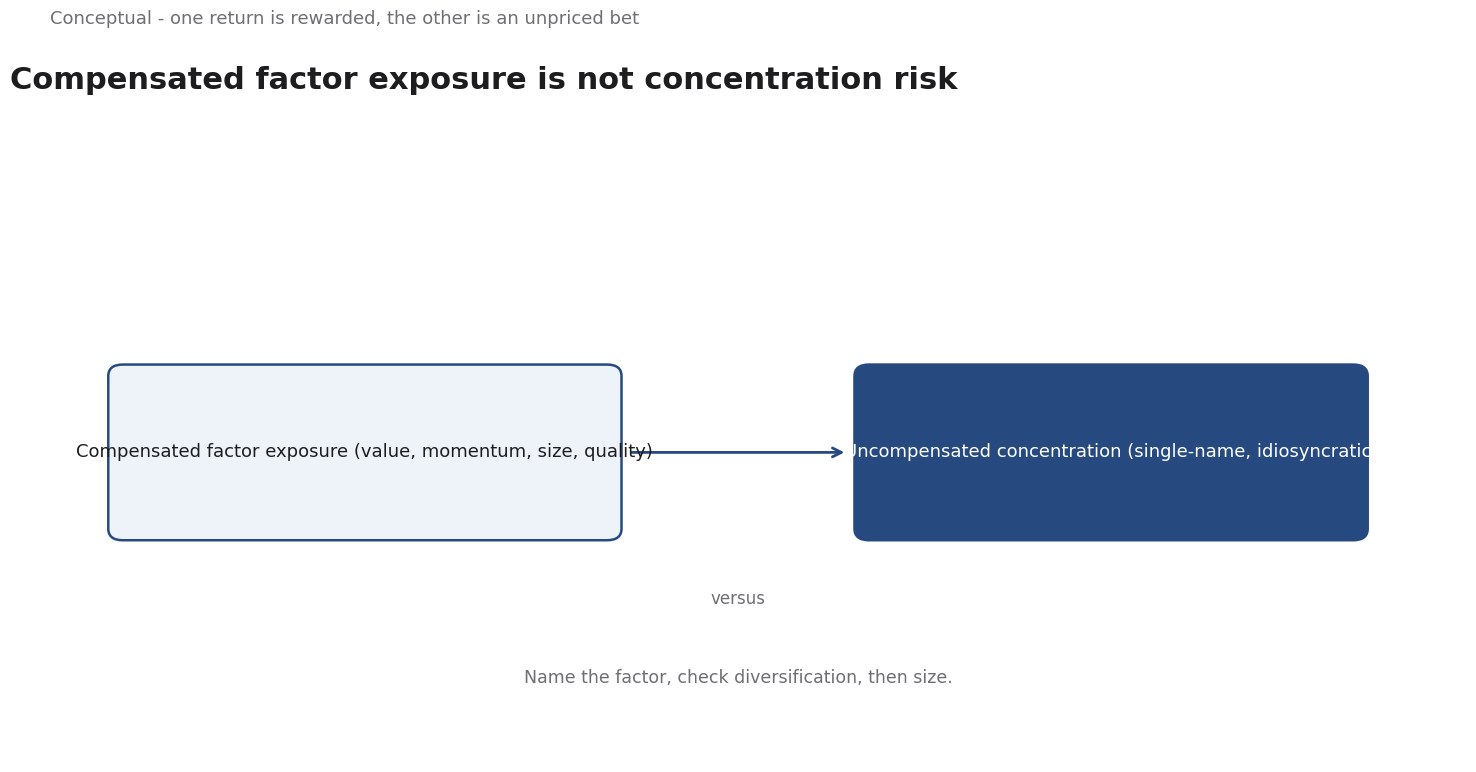 Conceptual - one return is rewarded, the other is an unpriced bet
Compensated factor exposure is not concentration risk
Compensated factor exposure (value, momentum, size, quality)
Uncompensated concentration (single-name, idiosyncratic
versus
Name the factor, check diversification, then size.